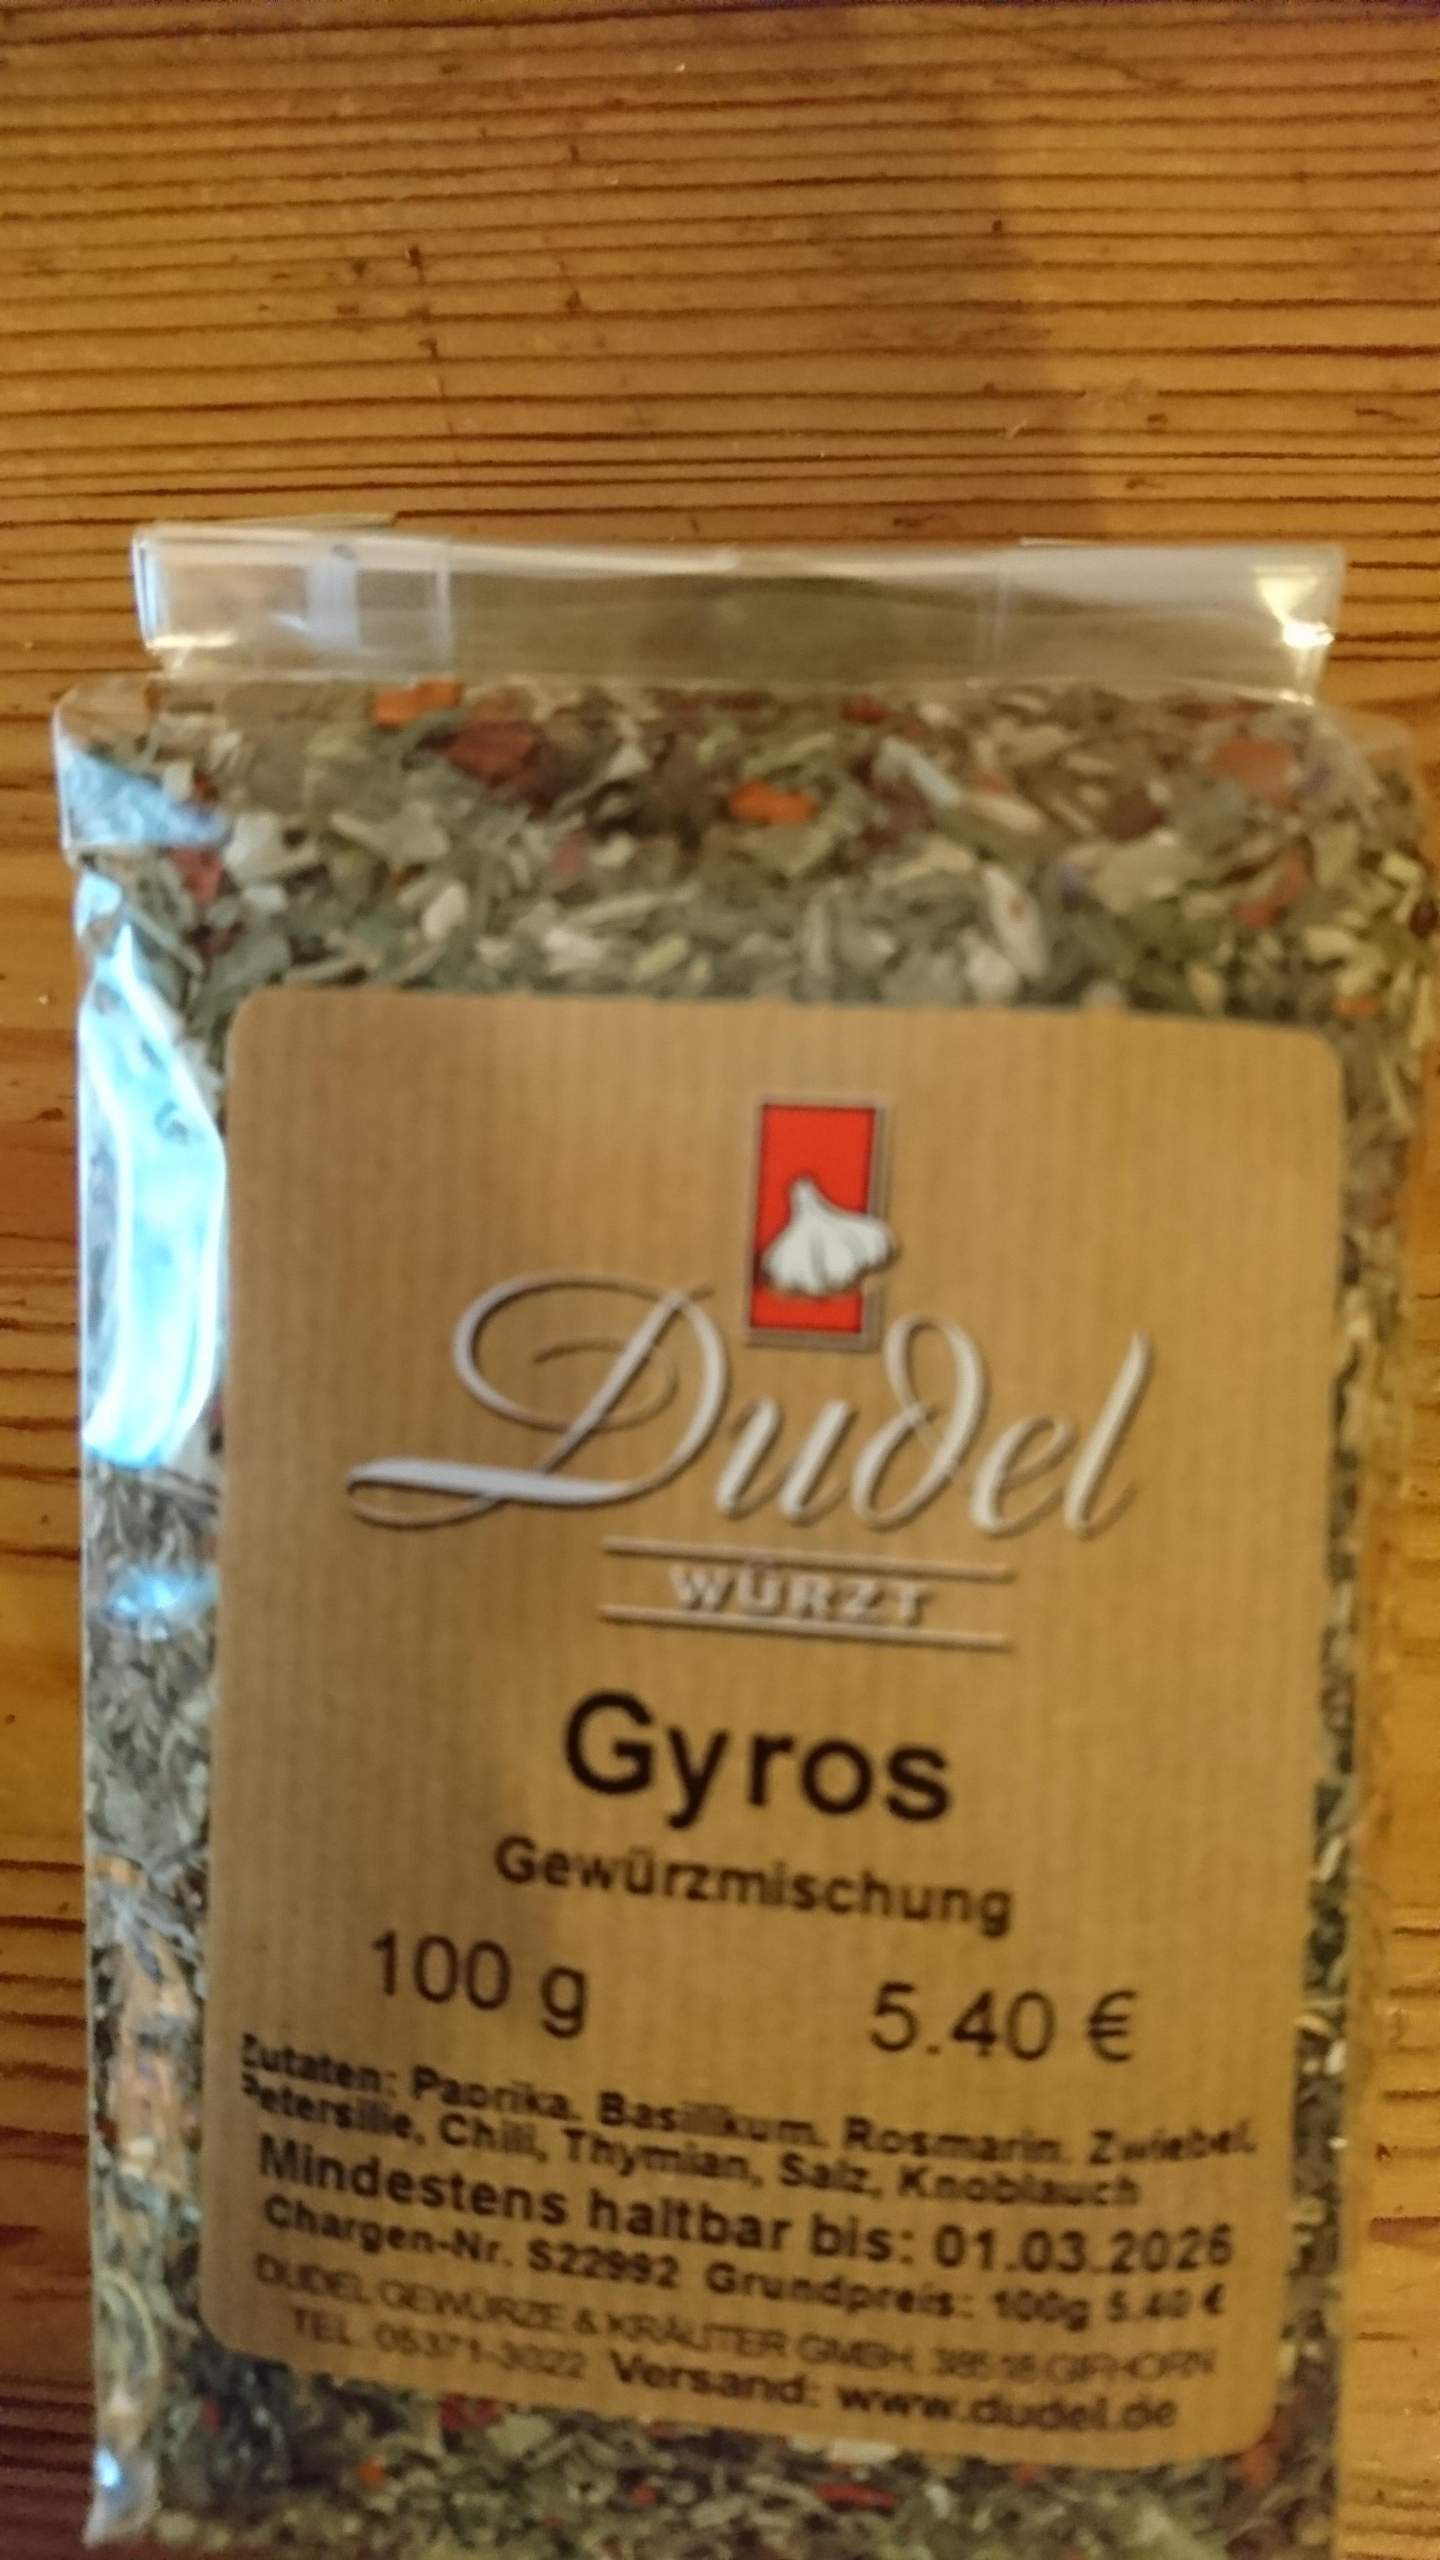 Dudel
WÜRZT
Gyros
Gewürzmischung
100 g 5.40 €
Zutaten: Paprika, Basilikum, Rosmarin, Zwiebel,
Petersilie, Chili, Thymian, Salz, Knoblauch
Mindestens haltbar bis: 01.03.2026
Chargen-Nr. S22992 Grundpreis: 100g 5.40 €
DUDEL GEWÜRZE & KRÄUTER GMBH, 38518 GIFHORN
TEL. 05371-3022 Versand: www.dudel.de